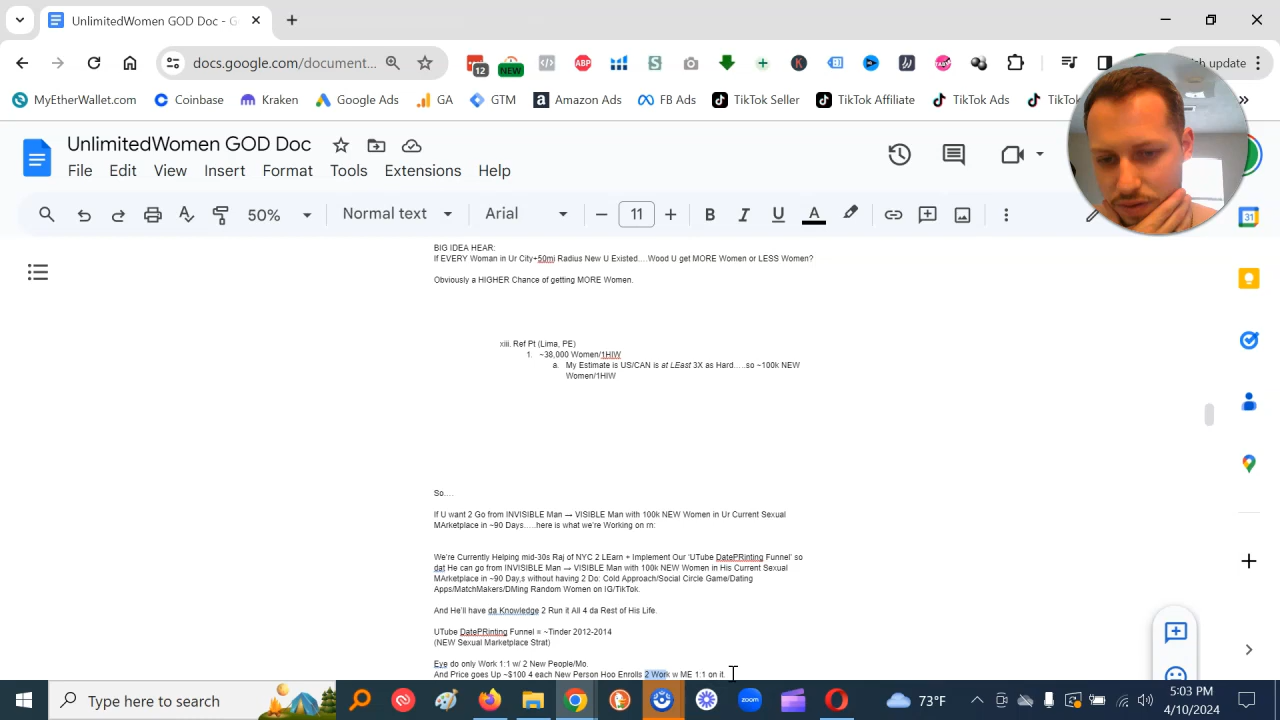 UnlimitedWomen GOD Doc - G
docs.google.com/document...
12
NEW
ABP
sh update
MyEtherWallet.com
Coinbase
Kraken
Google Ads
GA
GTM
Amazon Ads
FB Ads
TikTok Seller
TikTok Affiliate
TikTok Ads
TikTok
UnlimitedWomen GOD Doc
File Edit View Insert Format Tools Extensions Help
50%
Normal text
Arial
11
BIG IDEA HEAR:
If EVERY Woman in Ur City+50mi Radius New U Existed....Wood U get MORE Women or LESS Women?
Obviously a HIGHER Chance of getting MORE Women.
xiii. Ref Pt (Lima, PE)
1. ~38,000 Women/1HIW
a. My Estimate is US/CAN is at LEast 3X as Hard.....so ~100k NEW
Women/1HIW
So....
If U want 2 Go from INVISIBLE Man → VISIBLE Man with 100k NEW Women in Ur Current Sexual
MArketplace in ~90 Days.....here is what we're Working on rn:
We're Currently Helping mid-30s Raj of NYC 2 LEarn + Implement Our 'UTube DatePRinting Funnel' so
dat He can go from INVISIBLE Man → VISIBLE Man with 100k NEW Women in His Current Sexual
MArketplace in ~90 Day,s without having 2 Do: Cold Approach/Social Circle Game/Dating
Apps/MatchMakers/DMing Random Women on IG/TikTok.
And He'll have da Knowledge 2 Run it All 4 da Rest of His Life.
UTube DatePRinting Funnel = ~Tinder 2012-2014
(NEW Sexual Marketplace Strat)
Eye do only Work 1:1 w/ 2 New People/Mo.
And Price goes Up ~$100 4 each New Person Hoo Enrolls 2 Work w ME 1:1 on it.
31
Type here to search
zoom
73°F
5:03 PM
4/10/2024